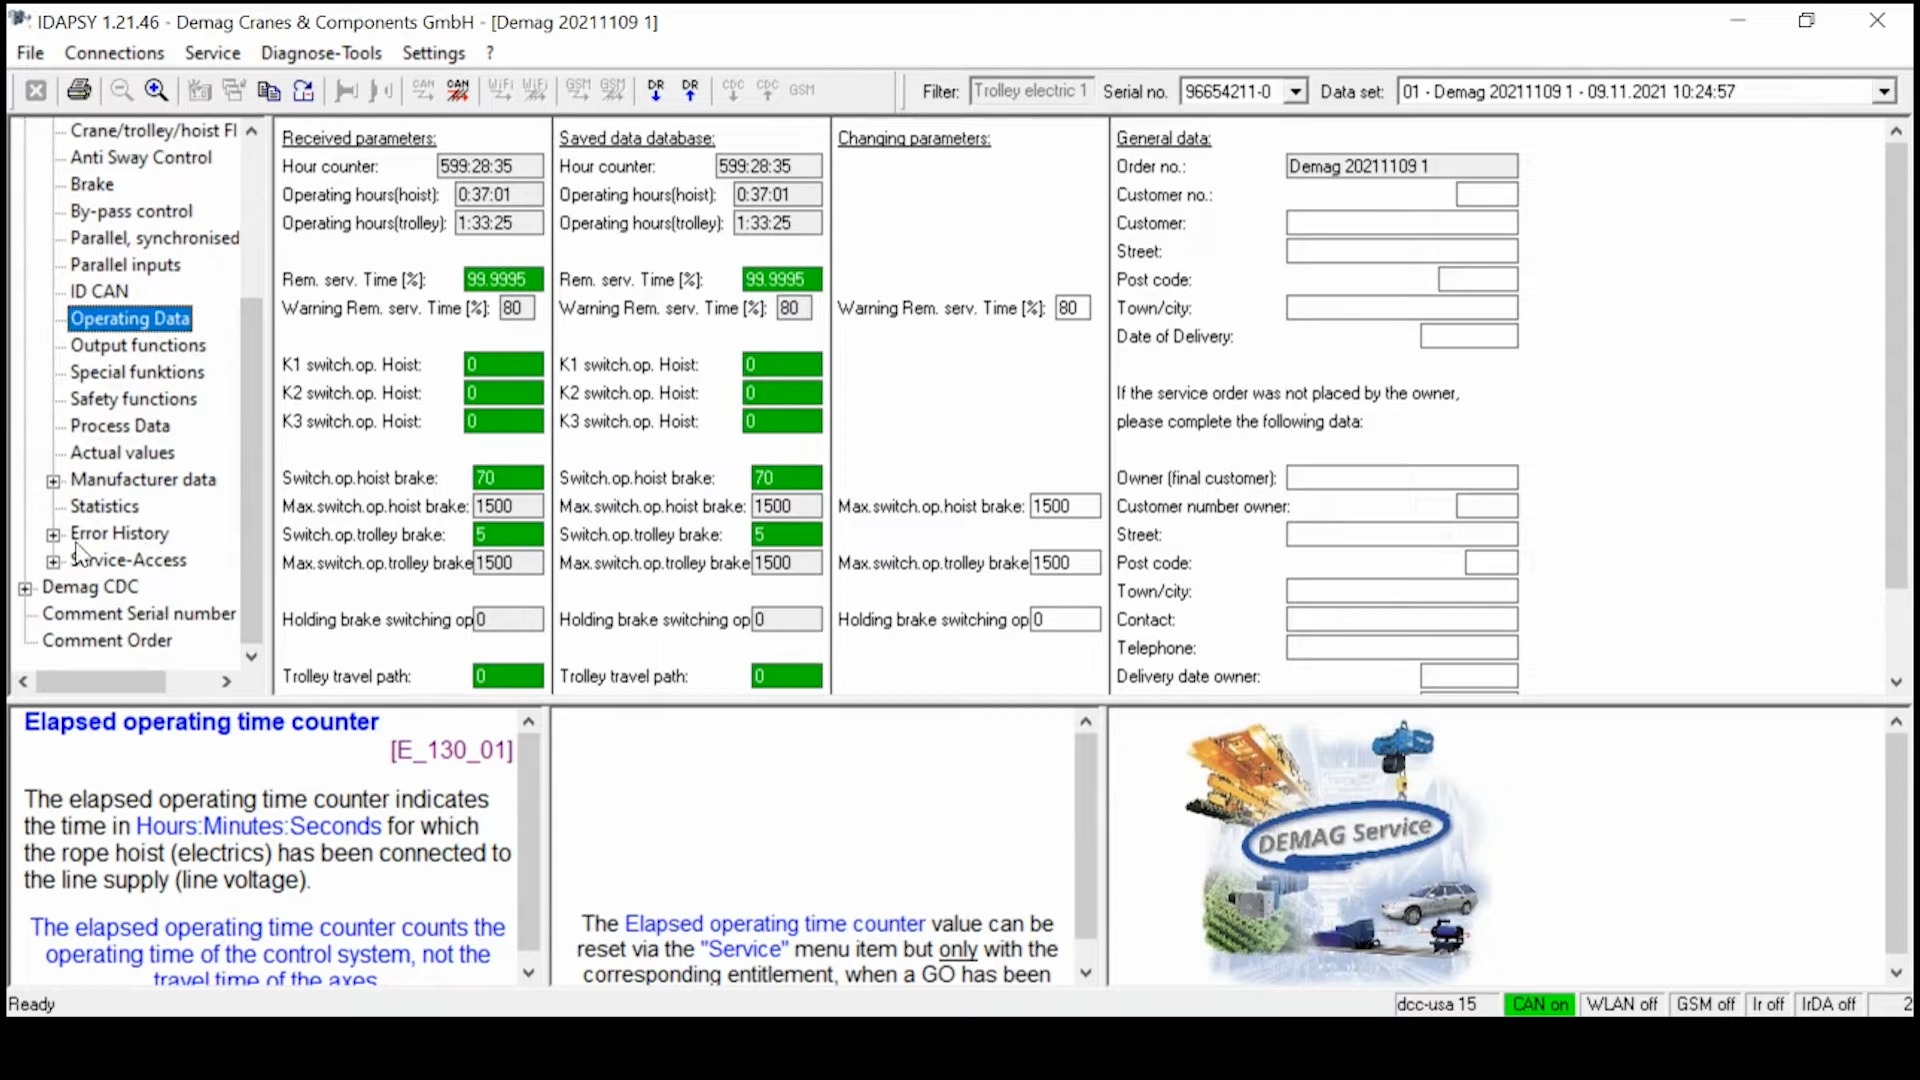 IDAPSY 1.21.46 - Demag Cranes & Components GmbH - [Demag 20211109 1]
File Connections Service Diagnose-Tools Settings ?
CAN CAN WiFi WiFi GSM GSM DR DR CDC CDC GSM Filter: Trolley electric 1 Serial no. 96654211-0 Data set: 01 - Demag 20211109 1 - 09.11.2021 10:24:57
Crane/trolley/hoist Fl
Anti Sway Control
Brake
By-pass control
Parallel, synchronised
Parallel inputs
ID CAN
Operating Data
Output functions
Special funktions
Safety functions
Process Data
Actual values
Manufacturer data
Statistics
Error History
Service-Access
Demag CDC
Comment Serial number
Comment Order
Received parameters:
Hour counter: 599:28:35
Operating hours(hoist): 0:37:01
Operating hours(trolley): 1:33:25
Rem. serv. Time [%]: 99.9995
Warning Rem. serv. Time [%]: 80
K1 switch.op. Hoist: 0
K2 switch.op. Hoist: 0
K3 switch.op. Hoist: 0
Switch.op.hoist brake: 70
Max.switch.op.hoist brake: 1500
Switch.op.trolley brake: 5
Max.switch.op.trolley brake 1500
Holding brake switching op 0
Trolley travel path: 0
Saved data database:
Hour counter: 599:28:35
Operating hours(hoist): 0:37:01
Operating hours(trolley): 1:33:25
Rem. serv. Time [%]: 99.9995
Warning Rem. serv. Time [%]: 80
K1 switch.op. Hoist: 0
K2 switch.op. Hoist: 0
K3 switch.op. Hoist: 0
Switch.op.hoist brake: 70
Max.switch.op.hoist brake: 1500
Switch.op.trolley brake: 5
Max.switch.op.trolley brake 1500
Holding brake switching op 0
Trolley travel path: 0
Changing parameters:
Warning Rem. serv. Time [%]: 80
Max.switch.op.hoist brake: 1500
Max.switch.op.trolley brake 1500
Holding brake switching op 0
General data:
Order no.: Demag 20211109 1
Customer no.:
Customer:
Street:
Post code:
Town/city:
Date of Delivery:
If the service order was not placed by the owner,
please complete the following data:
Owner (final customer):
Customer number owner:
Street:
Post code:
Town/city:
Contact:
Telephone:
Delivery date owner:
Elapsed operating time counter
[E_130_01]
The elapsed operating time counter indicates
the time in Hours:Minutes:Seconds for which
the rope hoist (electrics) has been connected to
the line supply (line voltage).
The elapsed operating time counter counts the
operating time of the control system, not the
travel time of the axes
The Elapsed operating time counter value can be
reset via the "Service" menu item but only with the
corresponding entitlement, when a GO has been
DEMAG Service
Ready dcc-usa 15 CAN on WLAN off GSM off Ir off IrDA off 2